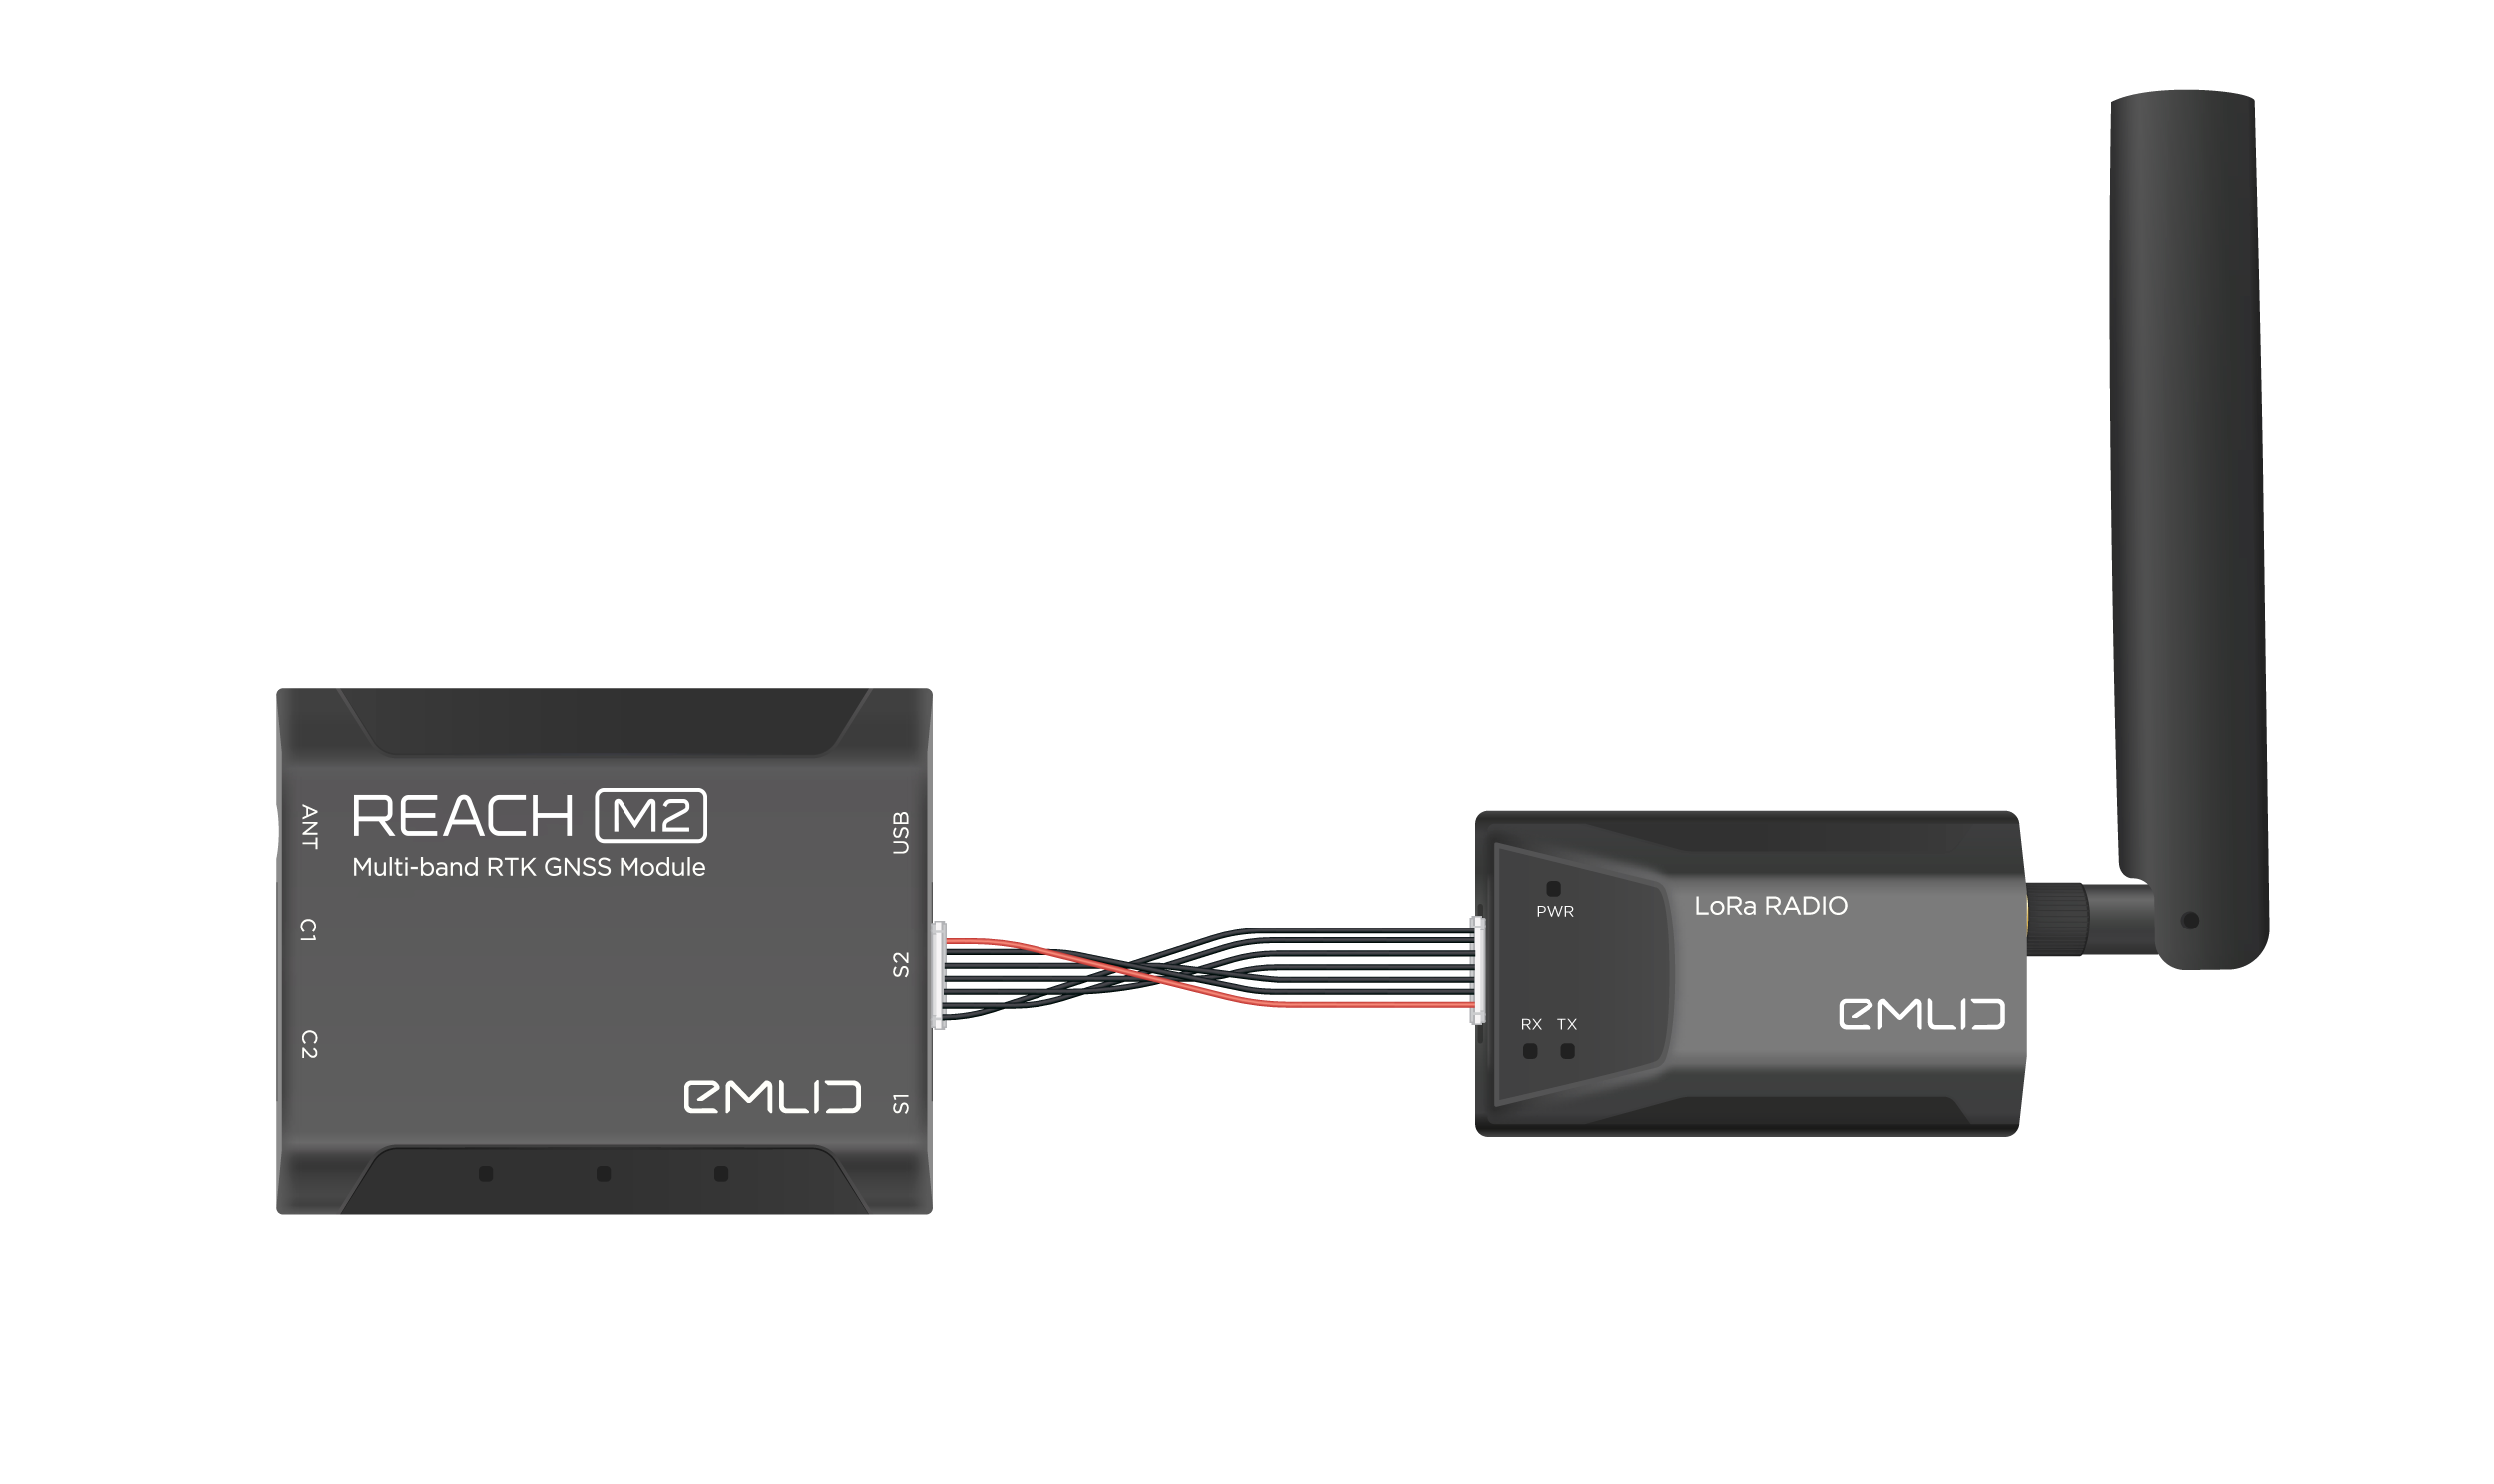 REACH M2
Multi-band RTK GNSS Module
ANT
C1
C2
USB
S2
S1
emlid
PWR
RX TX
LoRa RADIO
emlid